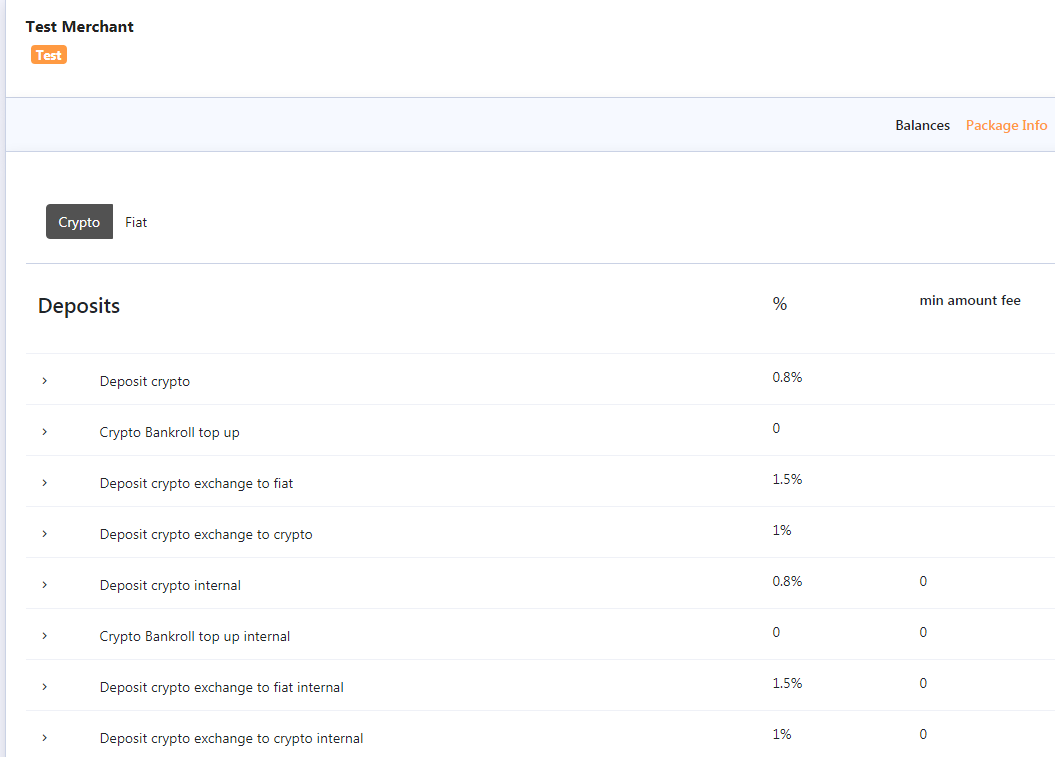 Test Merchant
Test
Balances Package Info
Crypto Fiat
Deposits % min amount fee
Deposit crypto 0.8%
Crypto Bankroll top up 0
Deposit crypto exchange to fiat 1.5%
Deposit crypto exchange to crypto 1%
Deposit crypto internal 0.8% 0
Crypto Bankroll top up internal 0 0
Deposit crypto exchange to fiat internal 1.5% 0
Deposit crypto exchange to crypto internal 1% 0